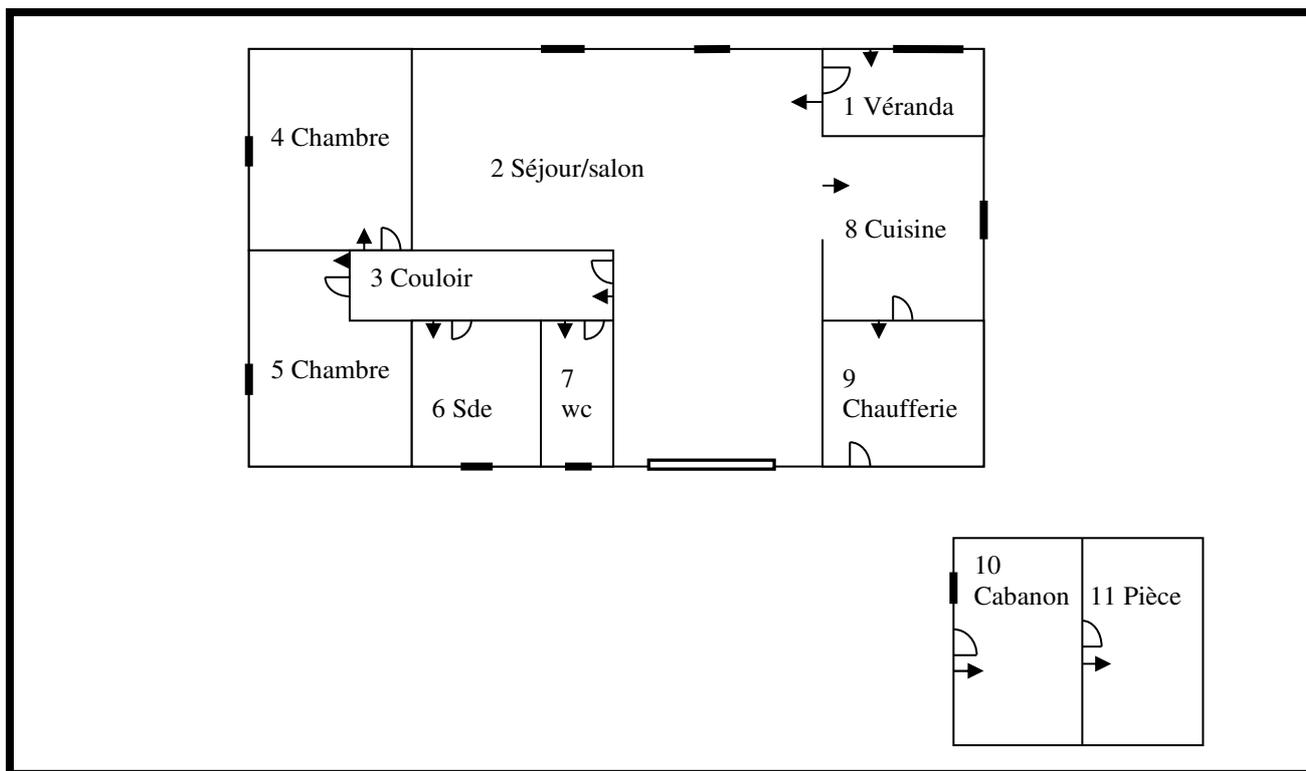 1 Véranda
4 Chambre
2 Séjour/salon
8 Cuisine
3 Couloir
5 Chambre
6 Sde
7
wc
9
Chaufferie
10
Cabanon
11 Pièce